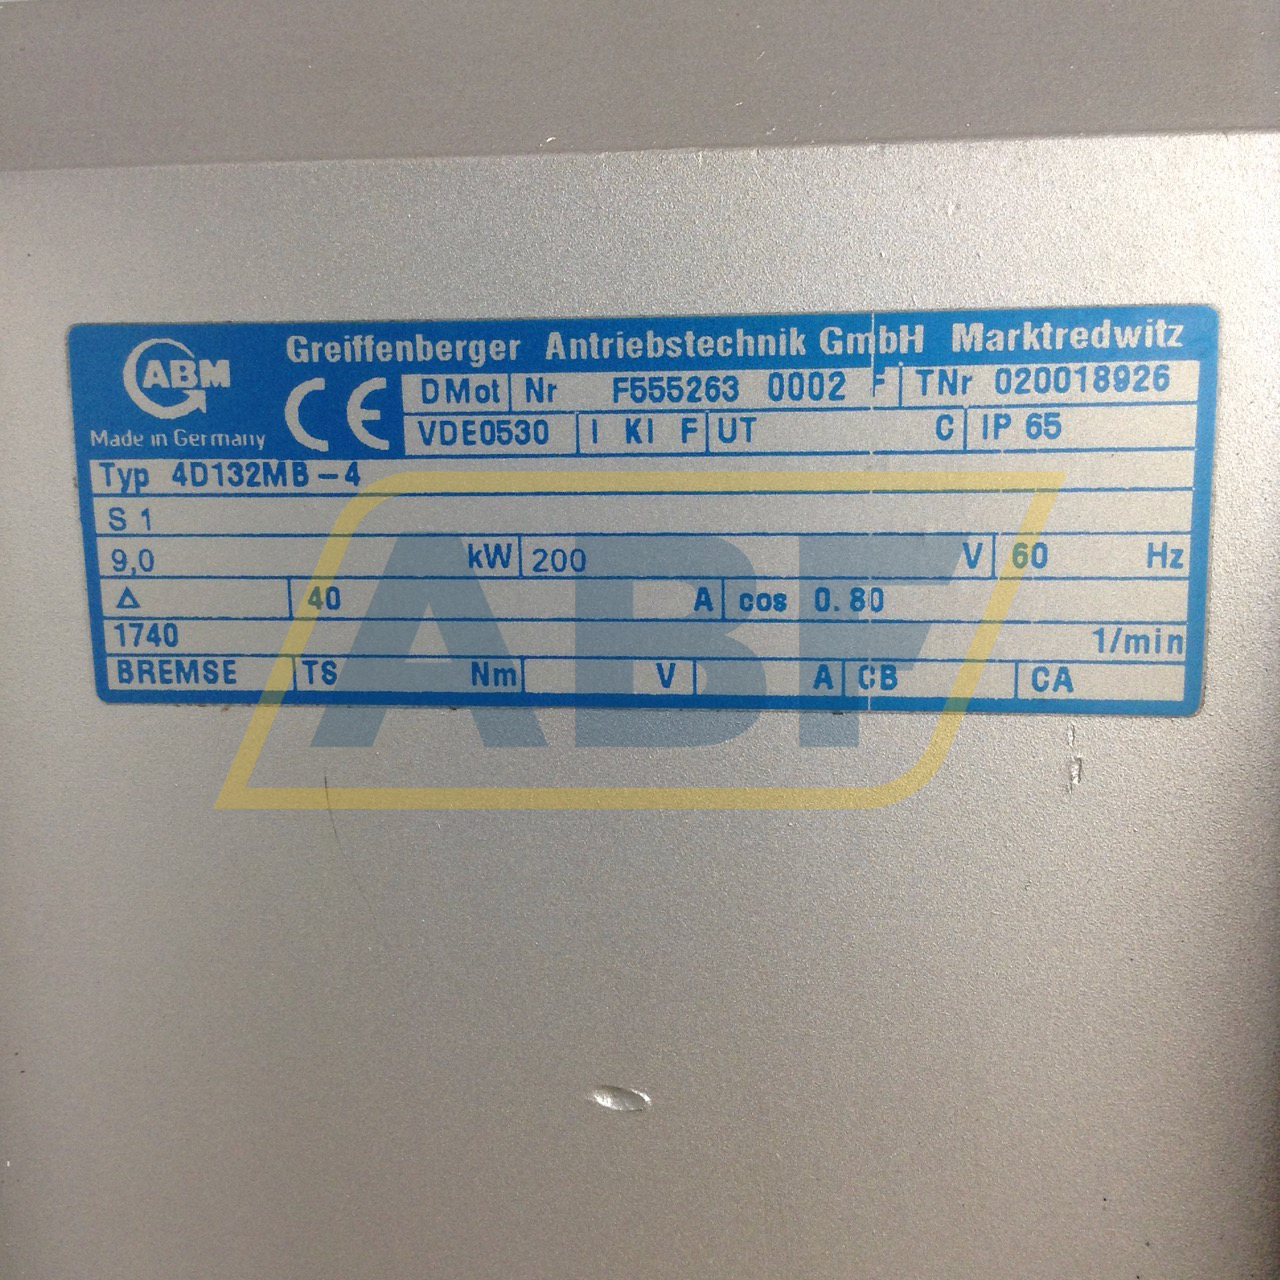 ABM
Made in Germany
Greiffenberger Antriebstechnik GmbH Marktredwitz
CE
DMot Nr F555263 0002 F TNr 020018926
VDE0530 I KI F UT C IP 65
Typ 4D132MB-4
S 1
9,0 kW 200 V 60 Hz
Δ 40 A cos 0.80
1740 1/min
BREMSE TS Nm V A CB CA
ABF